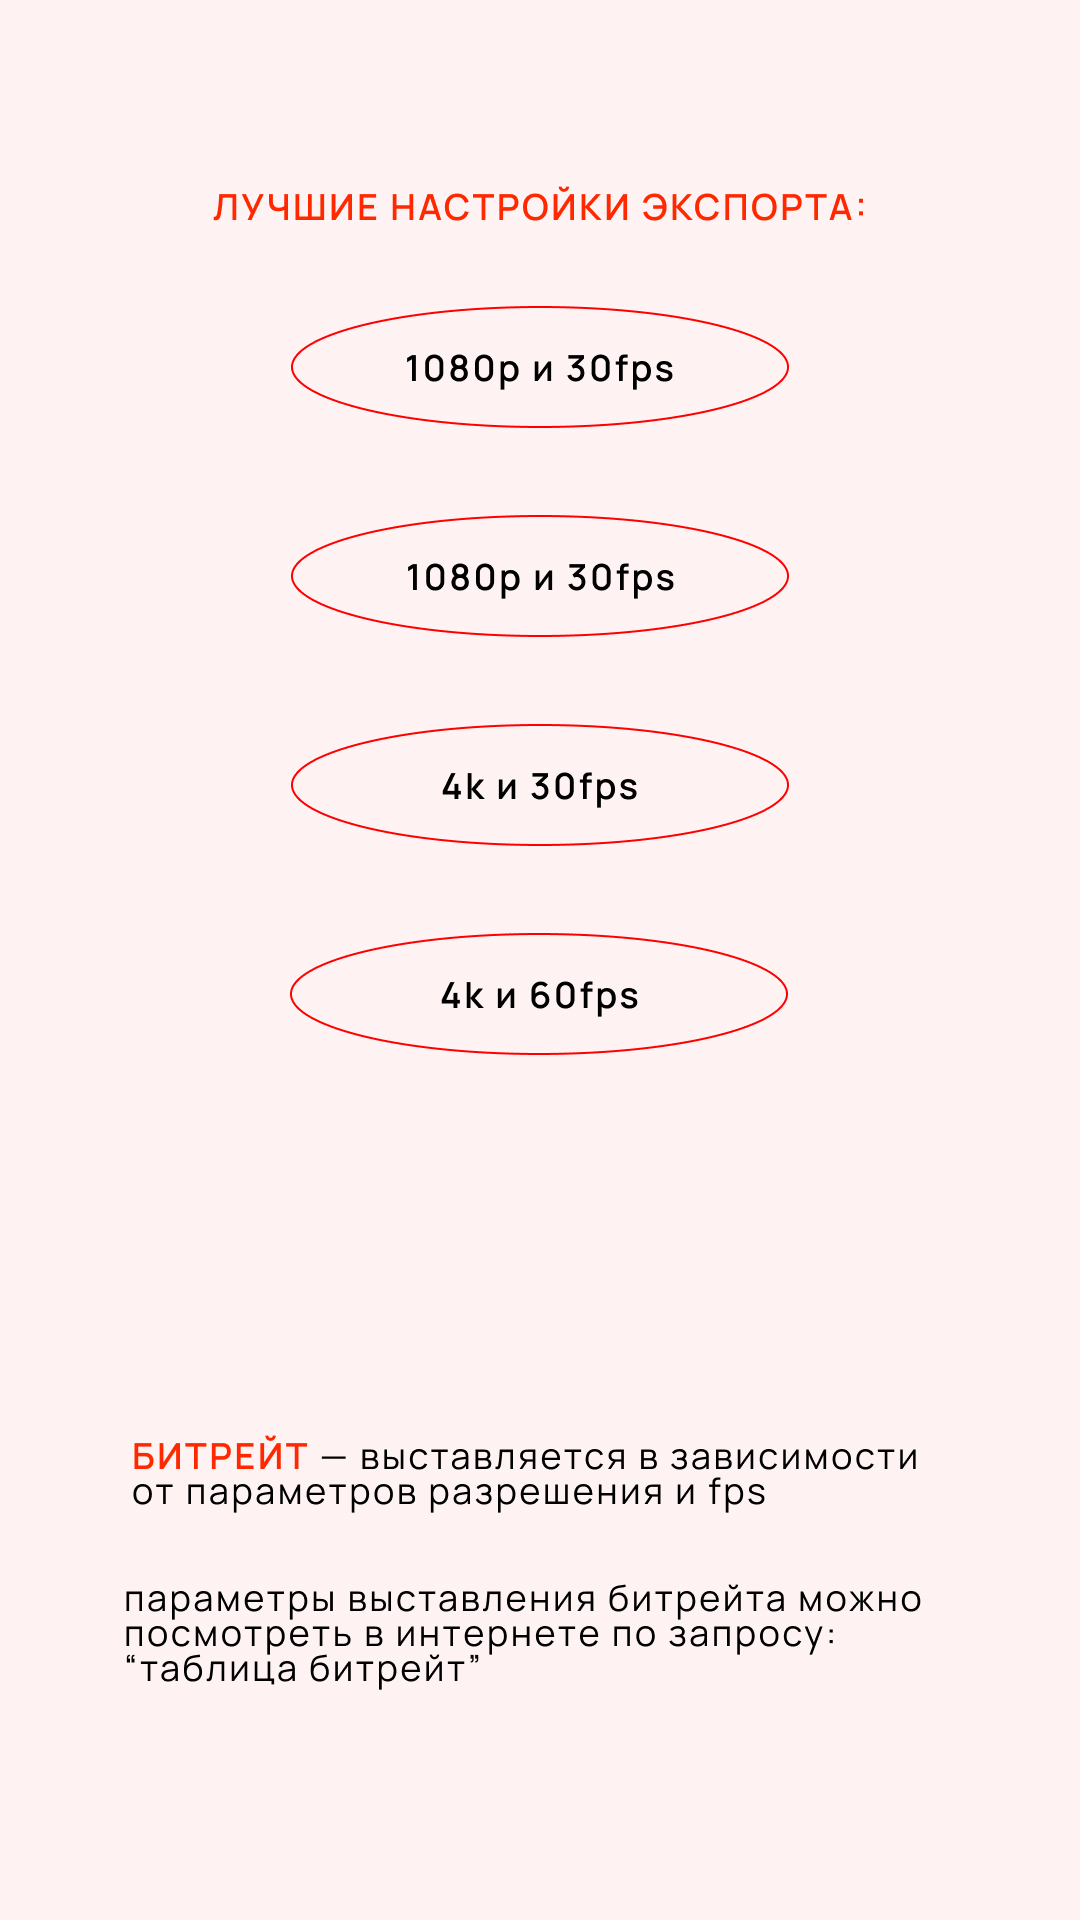 ЛУЧШИЕ НАСТРОЙКИ ЭКСПОРТА:
1080p и 30fps
1080p и 30fps
4k и 30fps
4k и 60fps
БИТРЕЙТ — выставляется в зависимости
от параметров разрешения и fps
параметры выставления битрейта можно
посмотреть в интернете по запросу:
“таблица битрейт”